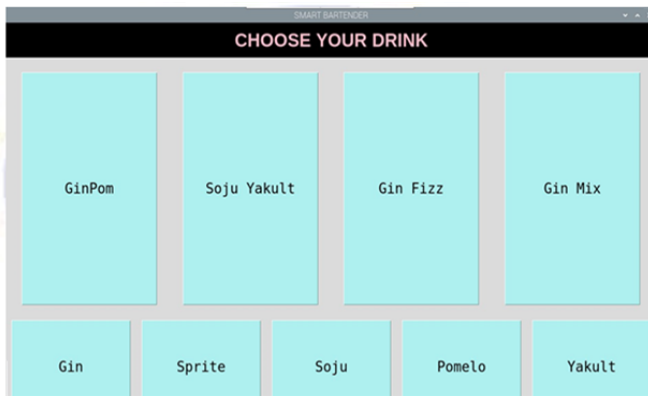 SMART BARTENDER
CHOOSE YOUR DRINK
GinPom Soju Yakult Gin Fizz Gin Mix
Gin Sprite Soju Pomelo Yakult